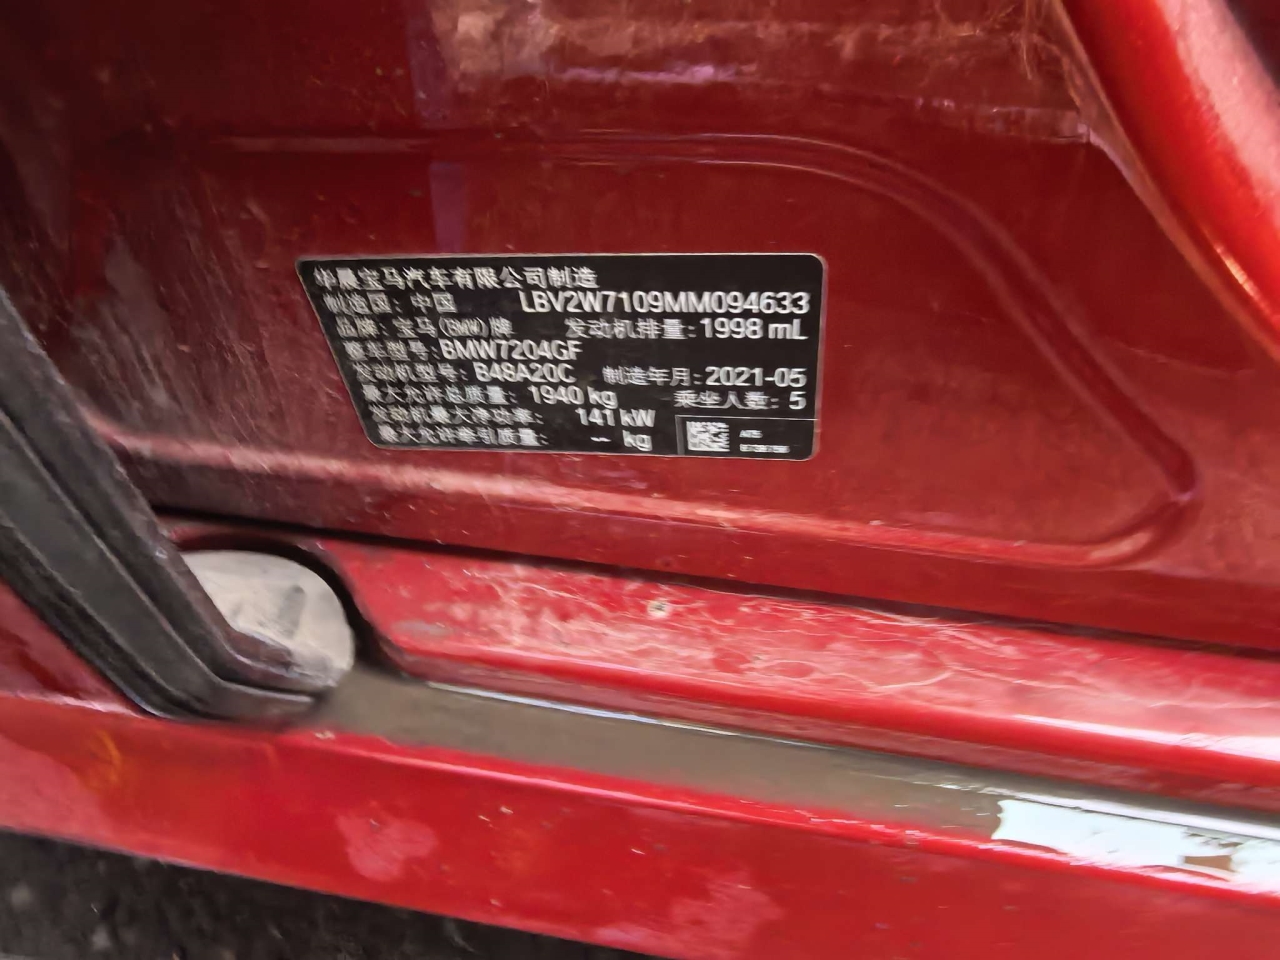 华晨宝马汽车有限公司制造
制造国: 中国 LBV2W7109MM094633
品牌: 宝马(BMW)牌 发动机排量: 1998 mL
整车型号: BMW7204GF
发动机型号: B48A20C 制造年月: 2021-05
最大允许总质量: 1940 kg 乘坐人数: 5
发动机最大净功率: 141 kW
最大允许牵引质量: -- kg